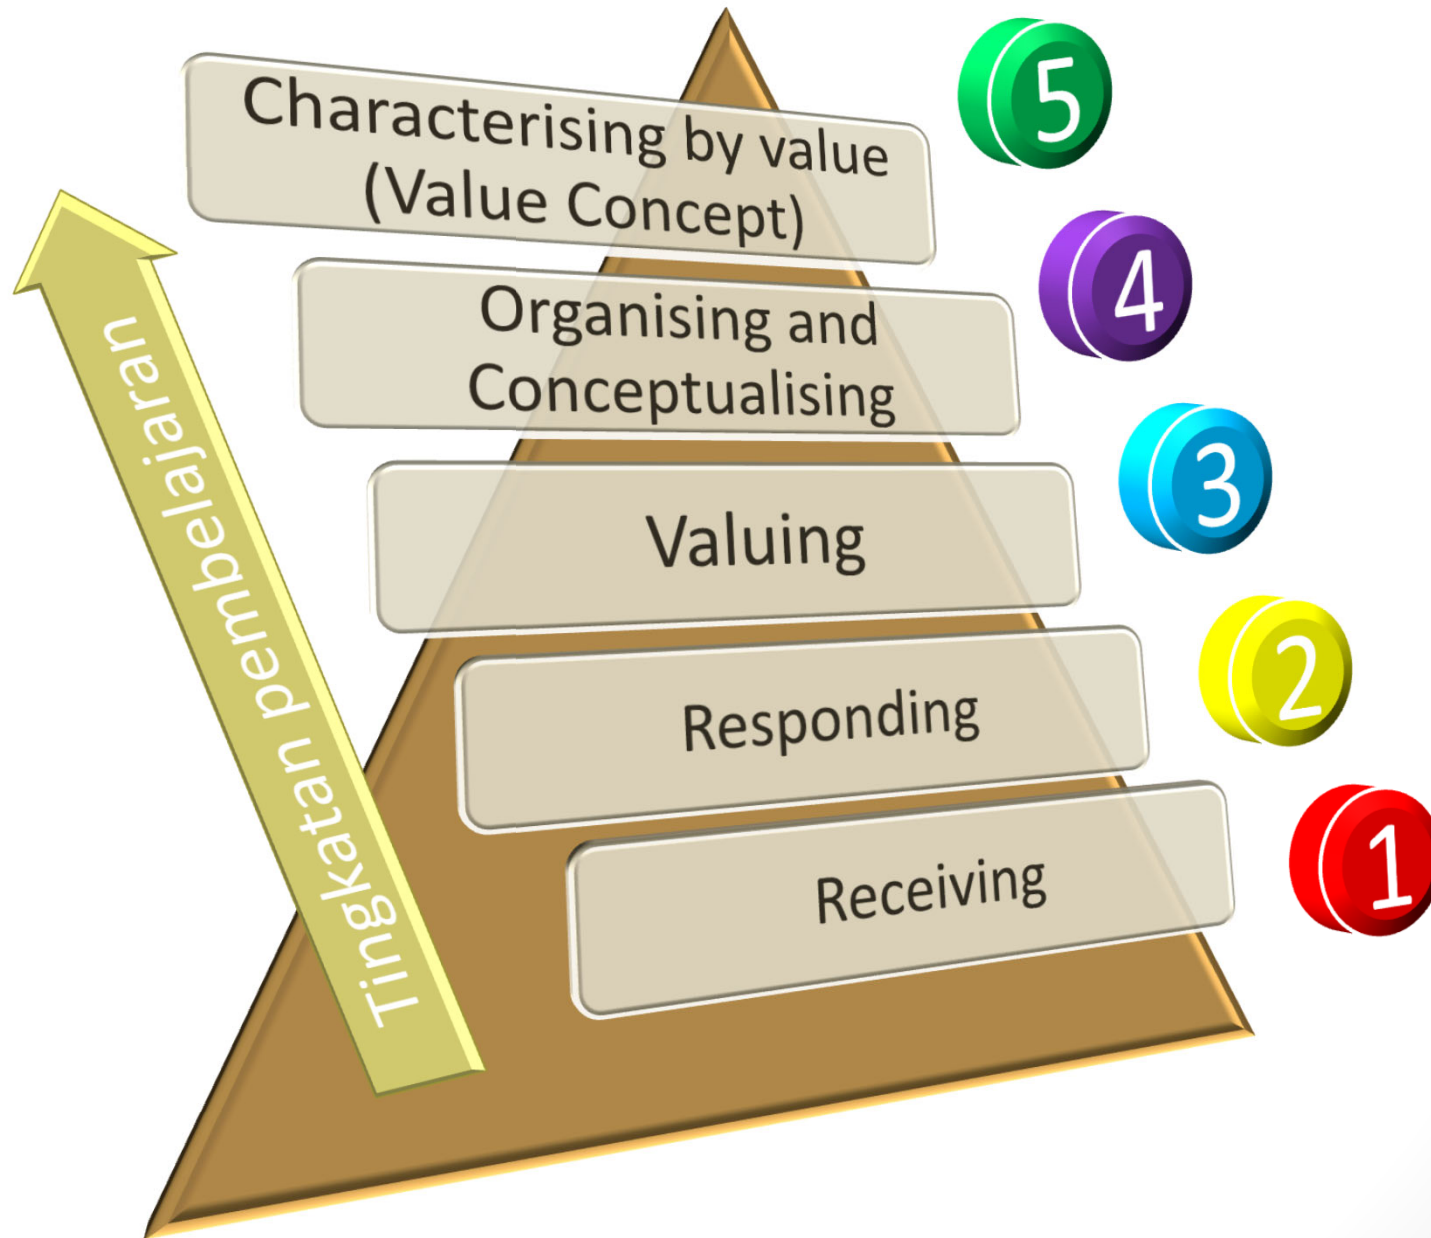 Characterising by value
(Value Concept)
5
Organising and
Conceptualising
4
Valuing
3
Responding
2
Receiving
1
Tingkatan pembelajaran